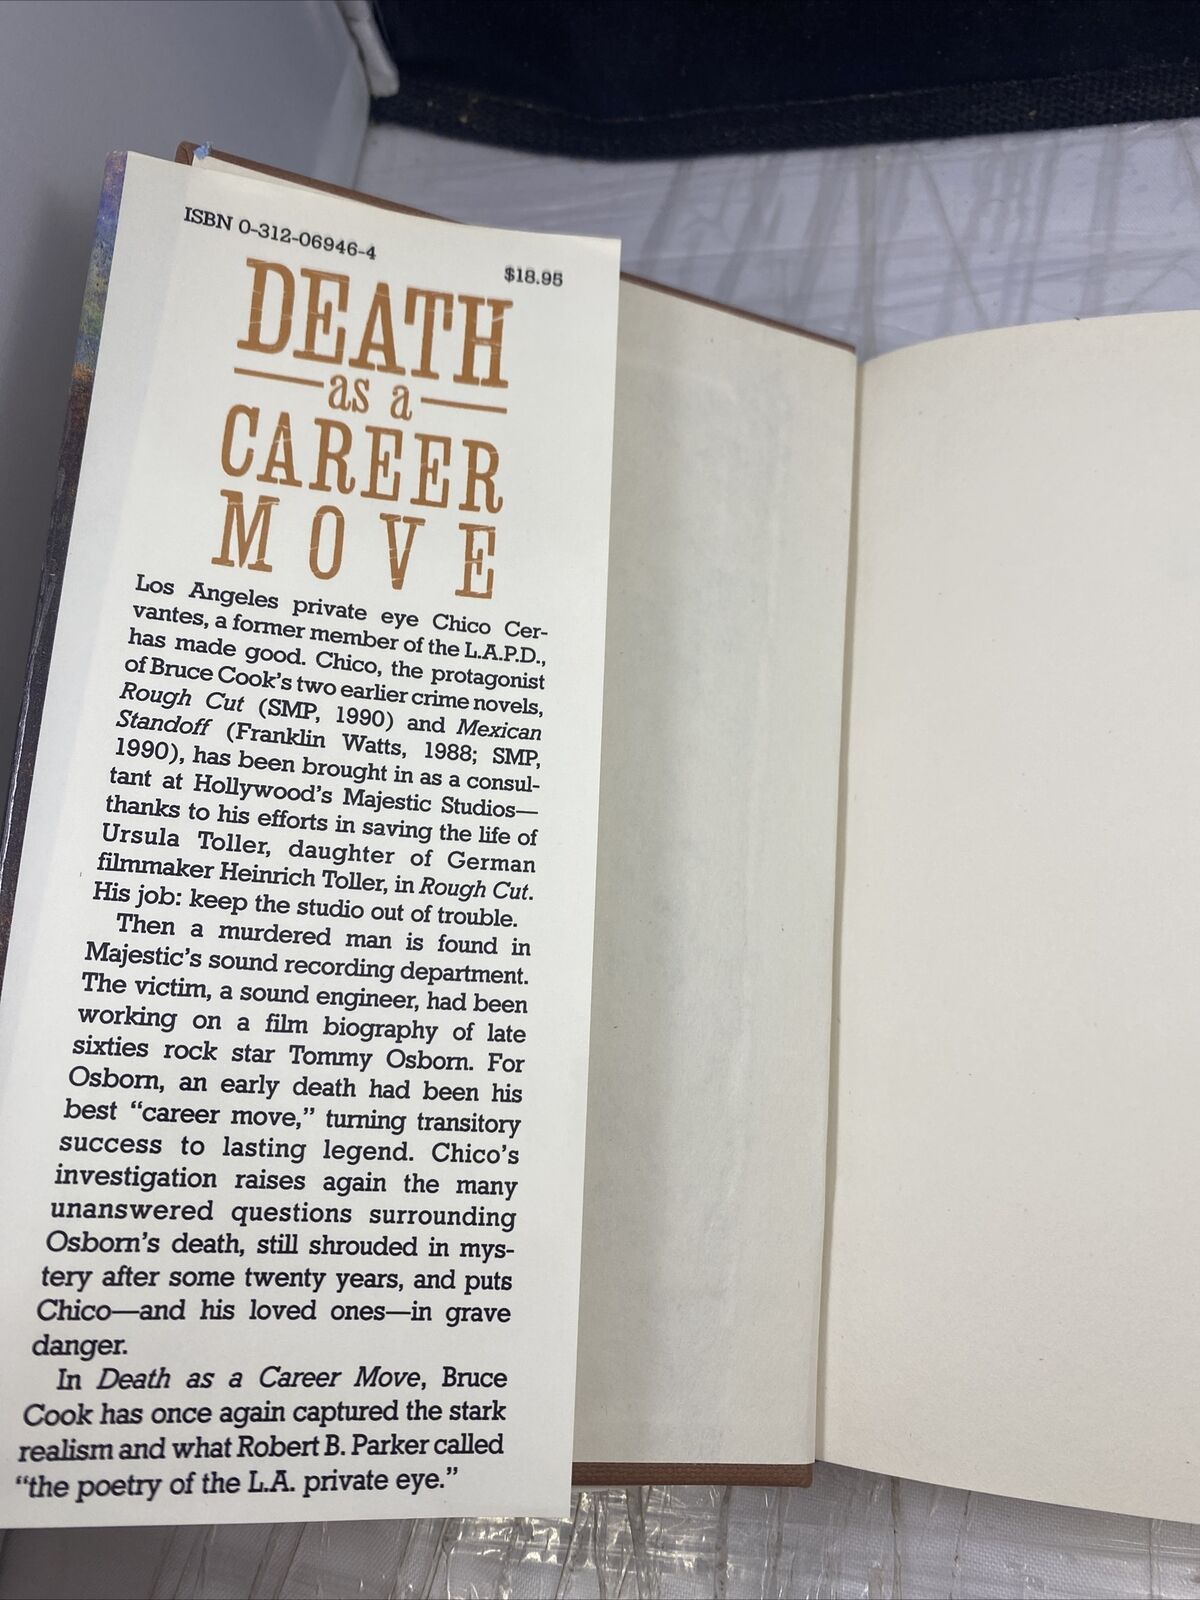 ISBN 0-312-06946-4
$18.95
DEATH
as a
CAREER
MOVE
Los Angeles private eye Chico Cer-
vantes, a former member of the L.A.P.D.,
has made good. Chico, the protagonist
of Bruce Cook's two earlier crime novels,
Rough Cut (SMP, 1990) and Mexican
Standoff (Franklin Watts, 1988; SMP,
1990), has been brought in as a consul-
tant at Hollywood's Majestic Studios—
thanks to his efforts in saving the life of
Ursula Toller, daughter of German
filmmaker Heinrich Toller, in Rough Cut.
His job: keep the studio out of trouble.
Then a murdered man is found in
Majestic's sound recording department.
The victim, a sound engineer, had been
working on a film biography of late
sixties rock star Tommy Osborn. For
Osborn, an early death had been his
best “career move,” turning transitory
success to lasting legend. Chico's
investigation raises again the many
unanswered questions surrounding
Osborn's death, still shrouded in mys-
tery after some twenty years, and puts
Chico—and his loved ones—in grave
danger.
In Death as a Career Move, Bruce
Cook has once again captured the stark
realism and what Robert B. Parker called
“the poetry of the L.A. private eye.”